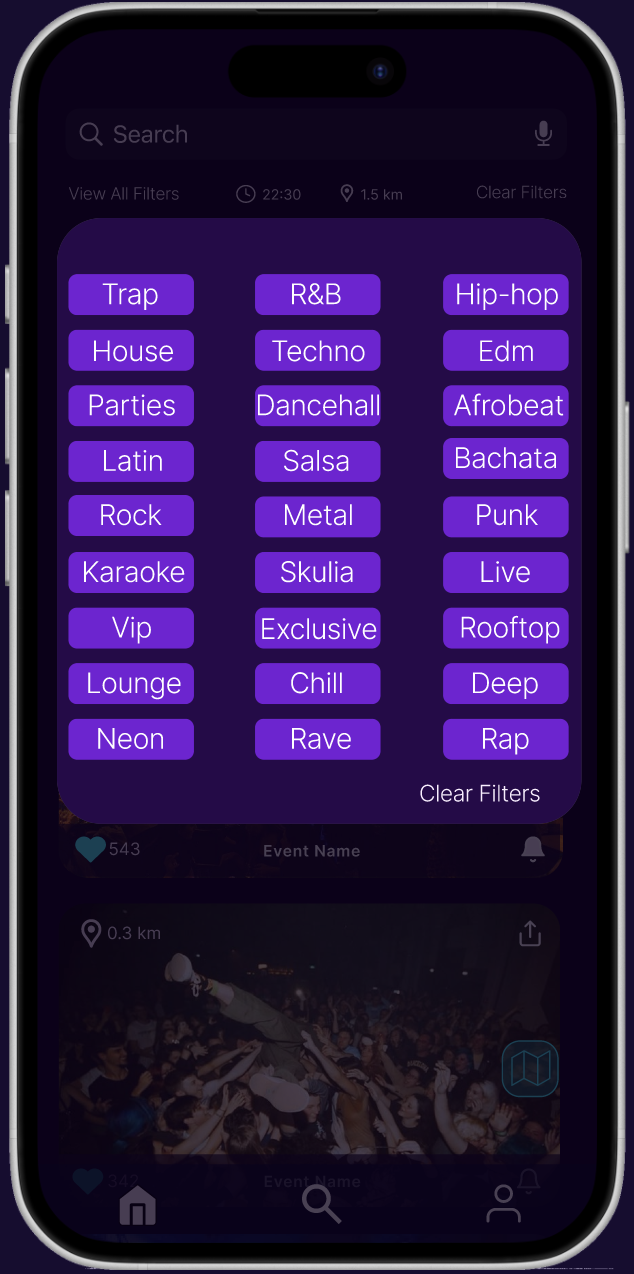 Search
View All Filters 22:30 1.5 km Clear Filters
Trap R&B Hip-hop
House Techno Edm
Parties Dancehall Afrobeat
Latin Salsa Bachata
Rock Metal Punk
Karaoke Skulia Live
Vip Exclusive Rooftop
Lounge Chill Deep
Neon Rave Rap
Clear Filters
543 Event Name
0.3 km
342 Event Name